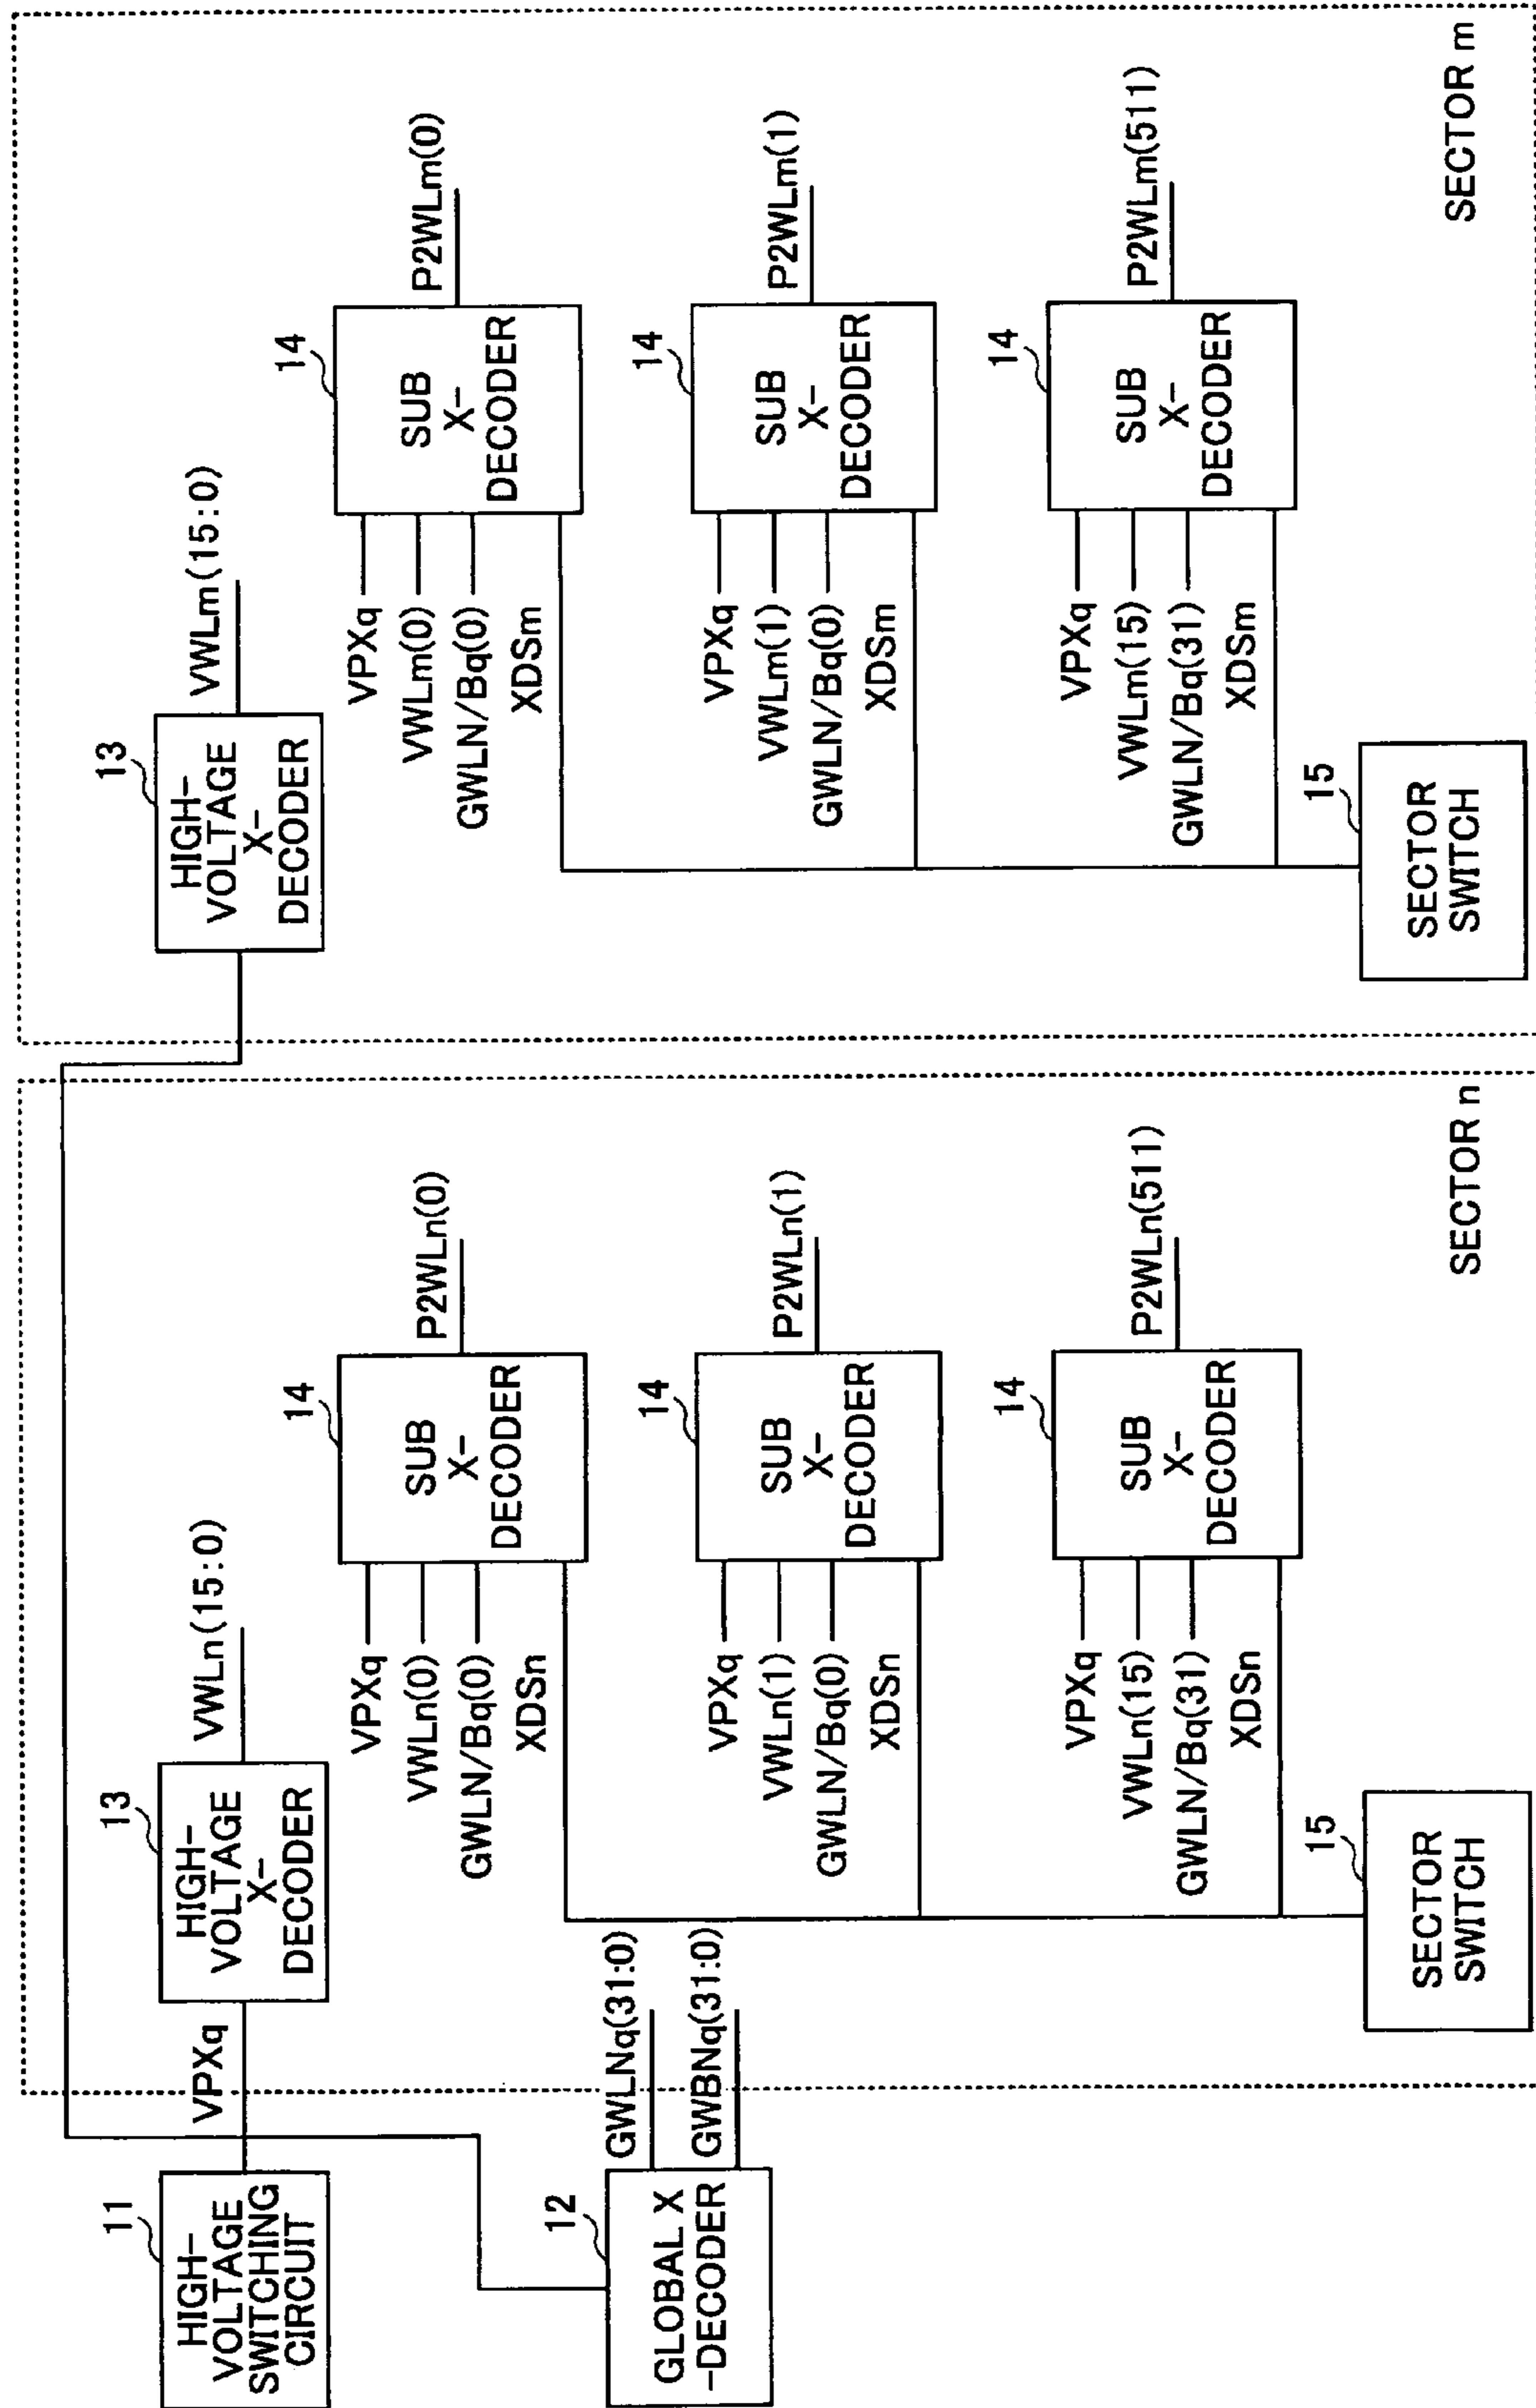 11
HIGH-
VOLTAGE
SWITCHING
CIRCUIT
VPXq
12
GLOBAL X
-DECODER
GWLNq(31:0)
GWBNq(31:0)
13
HIGH-
VOLTAGE
X-
DECODER
VWLn(15:0)
VPXq
VWLn(0)
GWLN/Bq(0)
XDSn
14
SUB
X-
DECODER
P2WLn(0)
VPXq
VWLn(1)
GWLN/Bq(0)
XDSn
14
SUB
X-
DECODER
P2WLn(1)
VPXq
VWLn(15)
GWLN/Bq(31)
XDSn
14
SUB
X-
DECODER
P2WLn(511)
15
SECTOR
SWITCH
SECTOR n
13
HIGH-
VOLTAGE
X-
DECODER
VWLm(15:0)
VPXq
VWLm(0)
GWLN/Bq(0)
XDSm
14
SUB
X-
DECODER
P2WLm(0)
VPXq
VWLm(1)
GWLN/Bq(0)
XDSm
14
SUB
X-
DECODER
P2WLm(1)
VPXq
VWLm(15)
GWLN/Bq(31)
XDSm
14
SUB
X-
DECODER
P2WLm(511)
15
SECTOR
SWITCH
SECTOR m